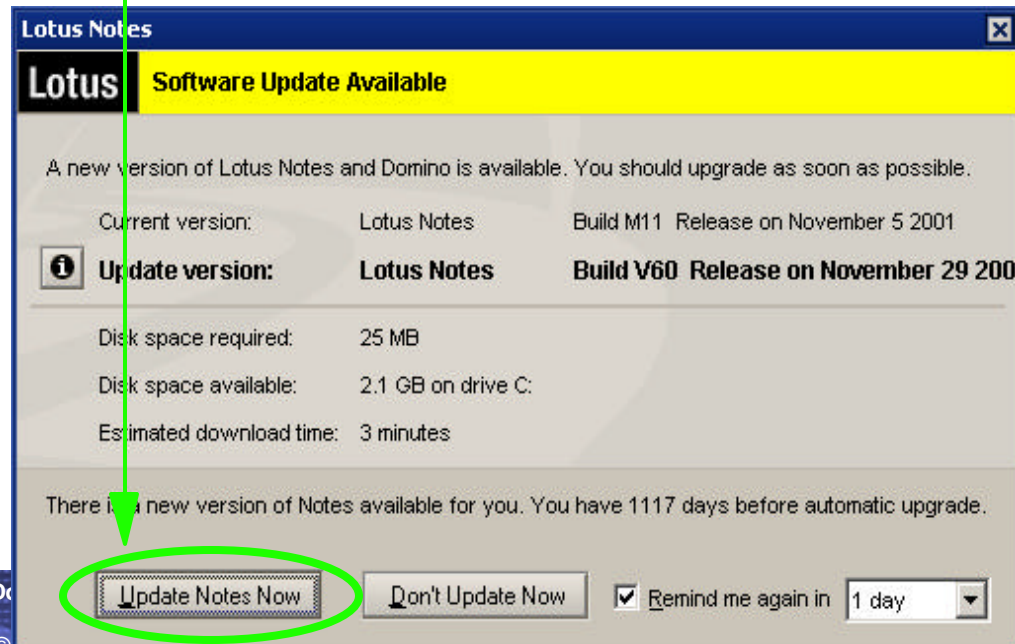 Lotus Notes
Lotus Software Update Available
A new version of Lotus Notes and Domino is available. You should upgrade as soon as possible.
Current version: Lotus Notes Build M11 Release on November 5 2001
Update version: Lotus Notes Build V60 Release on November 29 200
Disk space required: 25 MB
Disk space available: 2.1 GB on drive C:
Estimated download time: 3 minutes
There is a new version of Notes available for you. You have 1117 days before automatic upgrade.
Update Notes Now Don't Update Now Remind me again in 1 day